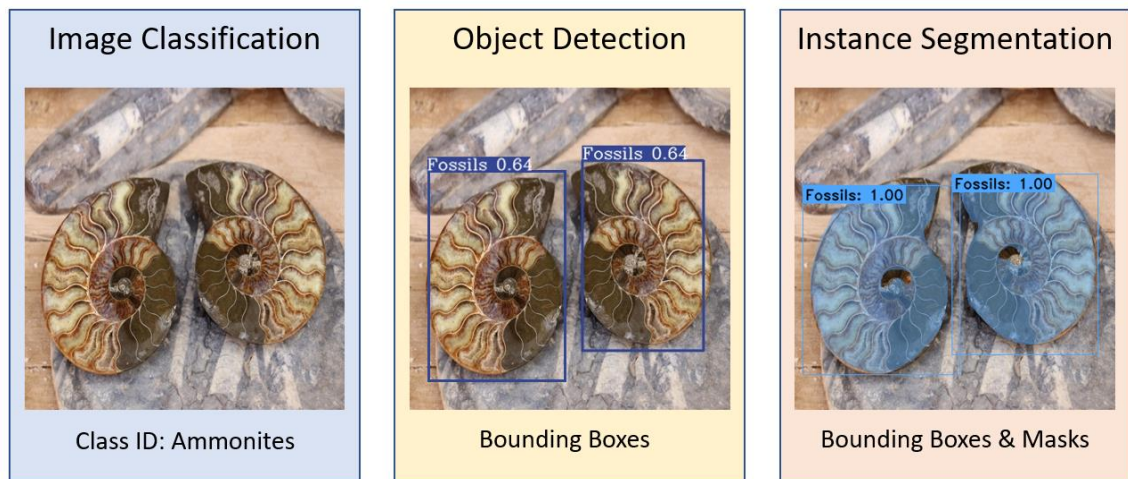 Image Classification
Class ID: Ammonites
Object Detection
Fossils 0.64
Fossils 0.64
Bounding Boxes
Instance Segmentation
Fossils: 1.00
Fossils: 1.00
Bounding Boxes & Masks